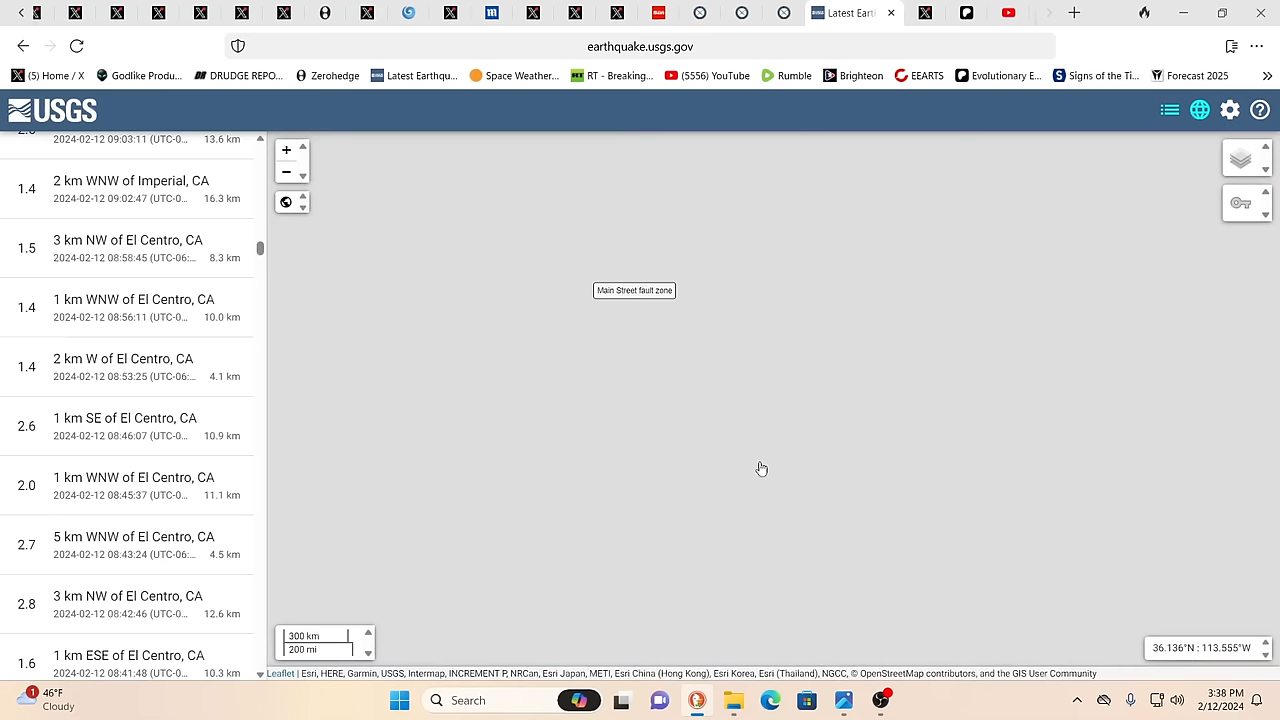 Latest Eart
earthquake.usgs.gov
(5) Home / X
Godlike Produ...
DRUDGE REPO...
Zerohedge
Latest Earthqu...
Space Weather...
RT - Breaking...
(5556) YouTube
Rumble
Brighteon
EEARTS
Evolutionary E...
Signs of the Ti...
Forecast 2025
USGS
2024-02-12 09:03:11 (UTC-0... 13.6 km
1.4 2 km WNW of Imperial, CA
2024-02-12 09:02:47 (UTC-0... 16.3 km
1.5 3 km NW of El Centro, CA
2024-02-12 08:58:45 (UTC-06:... 8.3 km
1.4 1 km WNW of El Centro, CA
2024-02-12 08:56:11 (UTC-0... 10.0 km
1.4 2 km W of El Centro, CA
2024-02-12 08:53:25 (UTC-06:... 4.1 km
2.6 1 km SE of El Centro, CA
2024-02-12 08:46:07 (UTC-0... 10.9 km
2.0 1 km WNW of El Centro, CA
2024-02-12 08:45:37 (UTC-0... 11.1 km
2.7 5 km WNW of El Centro, CA
2024-02-12 08:43:24 (UTC-06:... 4.5 km
2.8 3 km NW of El Centro, CA
2024-02-12 08:42:46 (UTC-0... 12.6 km
1.6 1 km ESE of El Centro, CA
2024-02-12 08:41:48 (UTC-0... 10.3 km
+
−
Main Street fault zone
300 km
200 mi
36.136°N : 113.555°W
Leaflet | Esri, HERE, Garmin, USGS, Intermap, INCREMENT P, NRCan, Esri Japan, METI, Esri China (Hong Kong), Esri Korea, Esri (Thailand), NGCC, © OpenStreetMap contributors, and the GIS User Community
1
46°F
Cloudy
Search
3:38 PM
2/12/2024